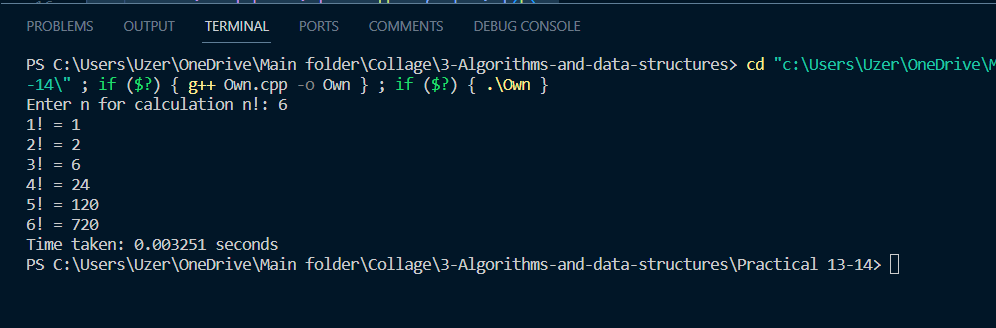 PROBLEMS OUTPUT TERMINAL PORTS COMMENTS DEBUG CONSOLE
PS C:\Users\Uzer\OneDrive\Main folder\Collage\3-Algorithms-and-data-structures> cd "c:\Users\Uzer\OneDrive\M
-14\" ; if ($?) { g++ Own.cpp -o Own } ; if ($?) { .\Own }
Enter n for calculation n!: 6
1! = 1
2! = 2
3! = 6
4! = 24
5! = 120
6! = 720
Time taken: 0.003251 seconds
PS C:\Users\Uzer\OneDrive\Main folder\Collage\3-Algorithms-and-data-structures\Practical 13-14>